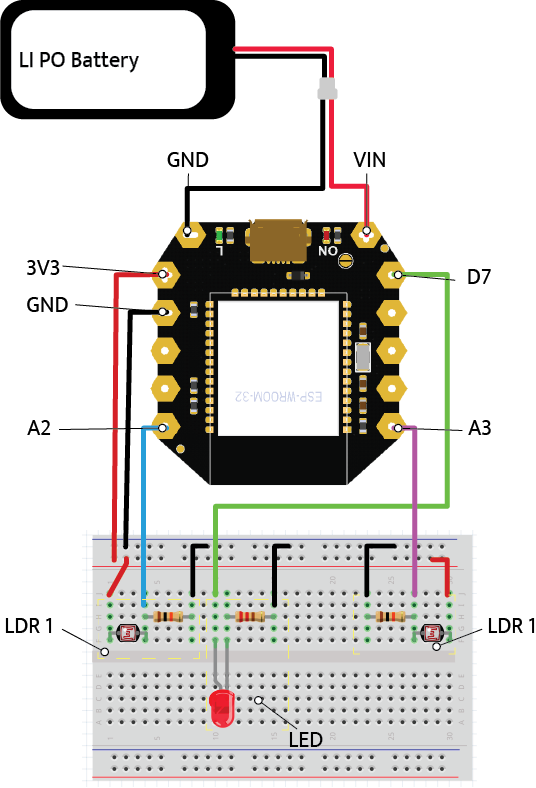 LI PO Battery
GND
VIN
L
ON
3V3
D7
GND
ESP-WROOM-32
A2
A3
LDR 1
LDR 1
LED